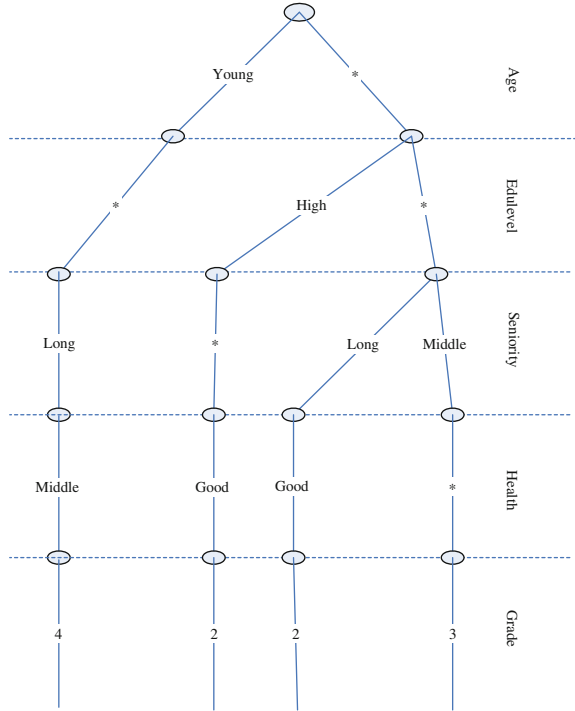 Young
*
Age
*
High
*
Edulevel
Long
*
Long
Middle
Seniority
Middle
Good
Good
*
Health
4
2
2
3
Grade